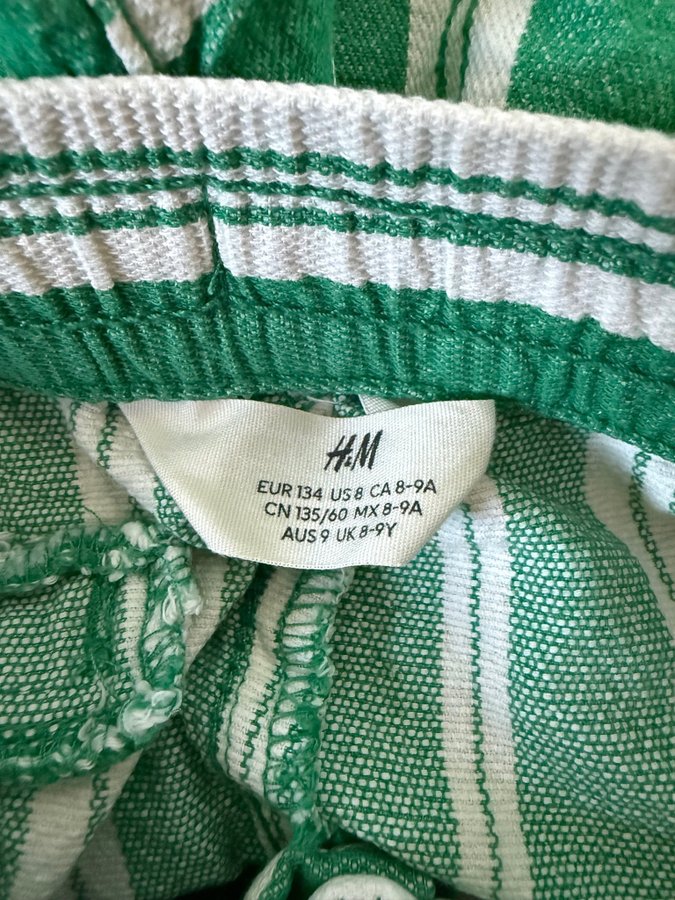 H&M
EUR 134 US 8 CA 8-9A
CN 135/60 MX 8-9A
AUS 9 UK 8-9Y